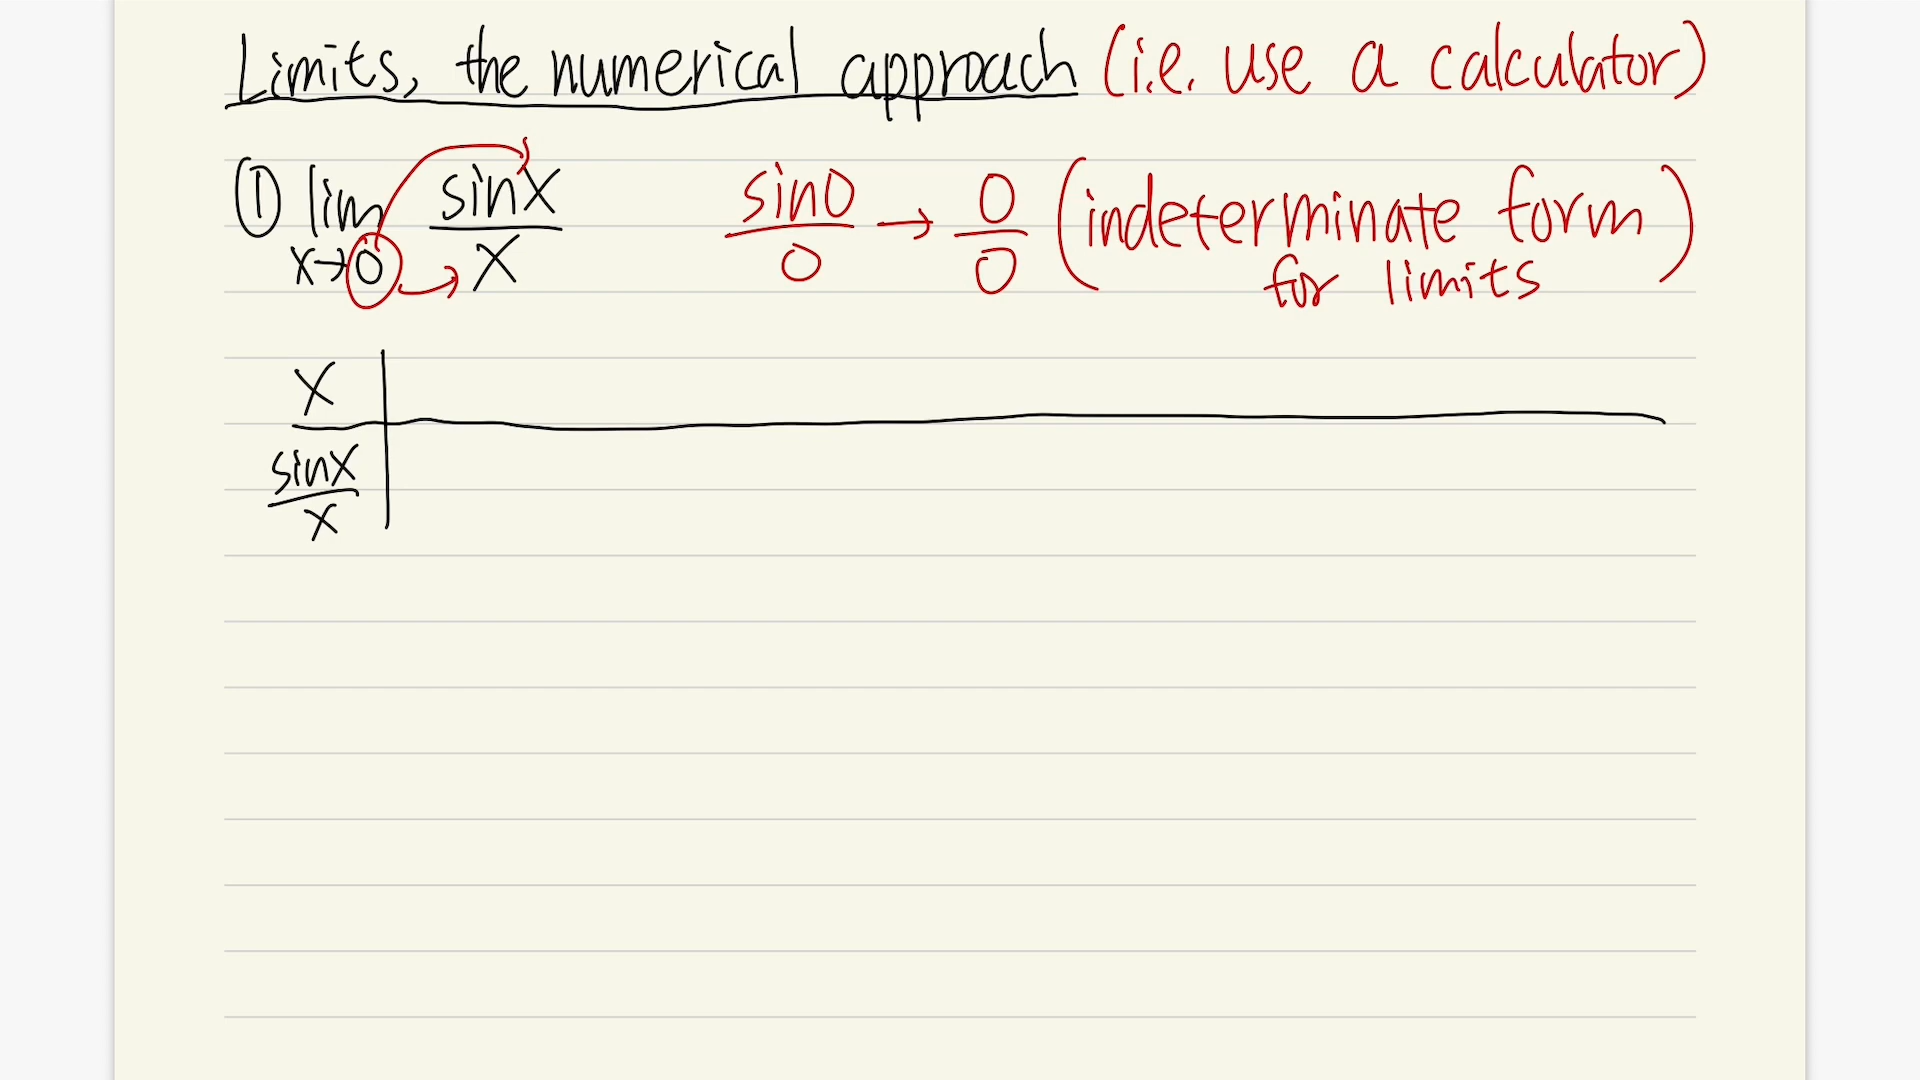 Limits, the numerical approach (i.e. use a calculator)
① lim x→0 sinx/x sin0/0 → 0/0 (indeterminate form for limits)
x
sinx/x